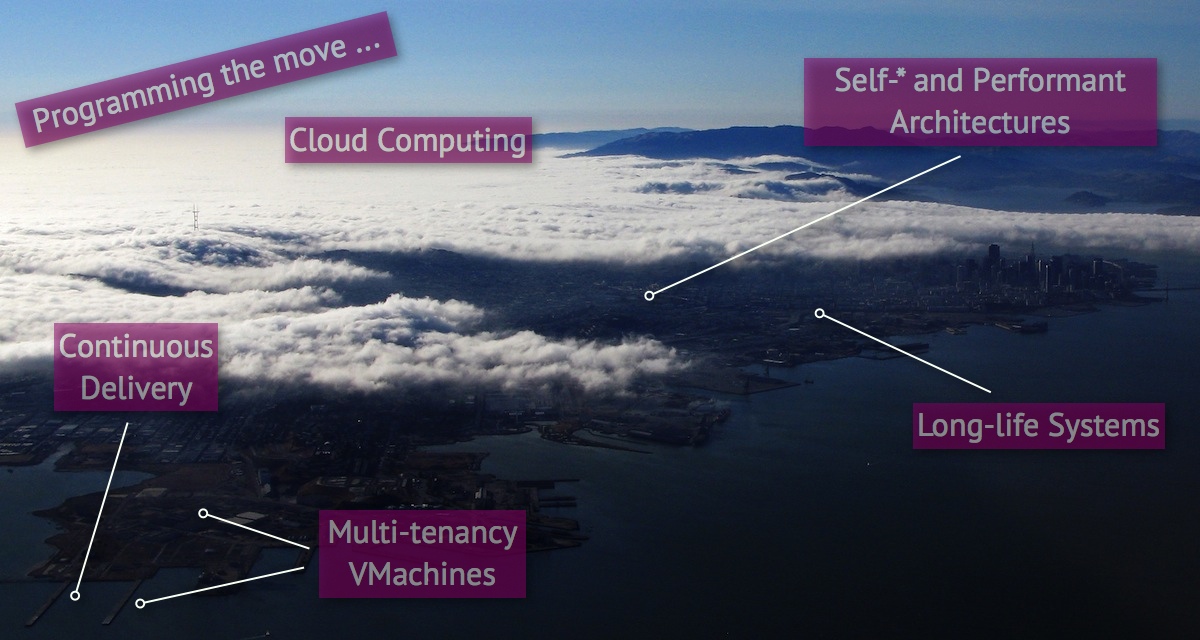 Programming the move ...
Cloud Computing
Self-* and Performant
Architectures
Continuous
Delivery
Long-life Systems
Multi-tenancy
VMachines